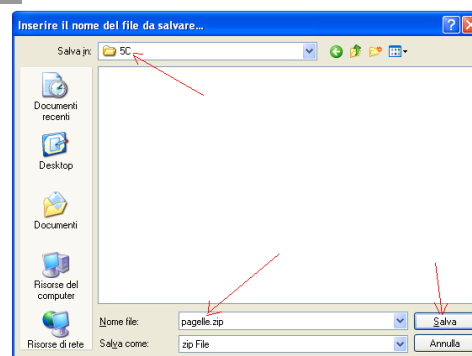 Inserire il nome del file da salvare...
Salva in:
5C
Documenti
recenti
Desktop
Documenti
Risorse del
computer
Risorse di rete
Nome file:
pagelle.zip
Salva
Salva come:
zip File
Annulla